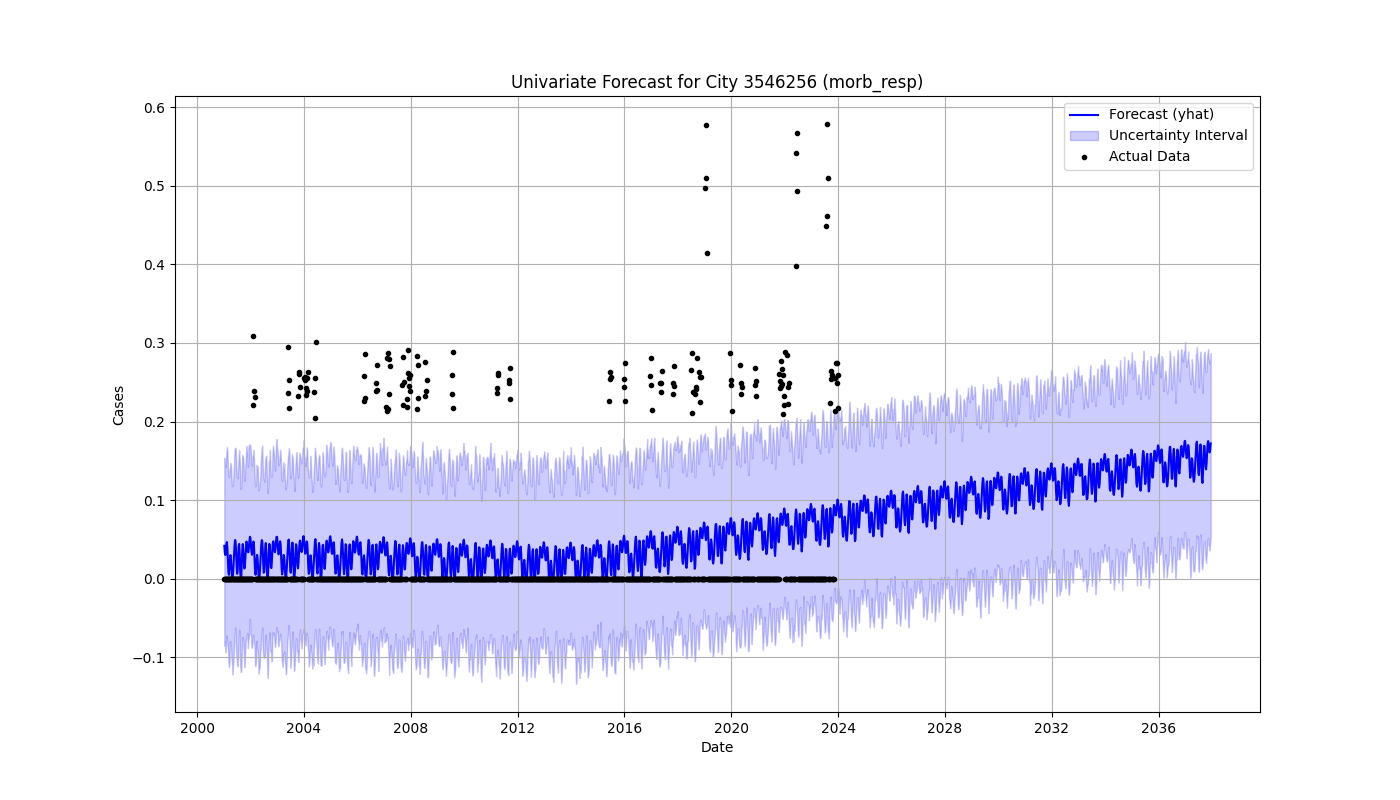 Univariate Forecast for City 3546256 (morb_resp)
Forecast (yhat)
Uncertainty Interval
Actual Data
Cases
0.6
0.5
0.4
0.3
0.2
0.1
0.0
−0.1
2000 2004 2008 2012 2016 2020 2024 2028 2032 2036
Date